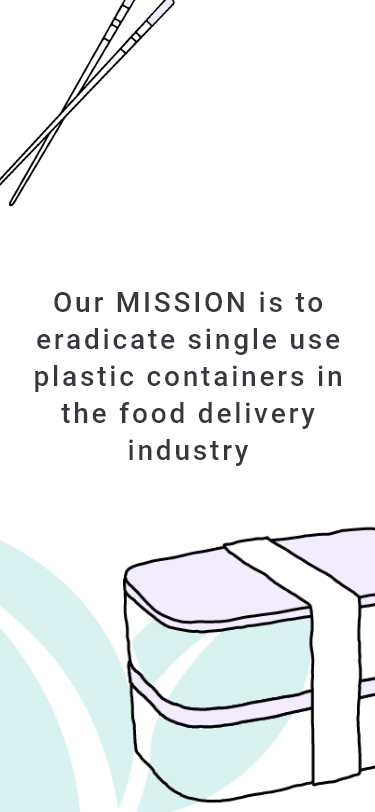 Our MISSION is to
eradicate single use
plastic containers in
the food delivery
industry